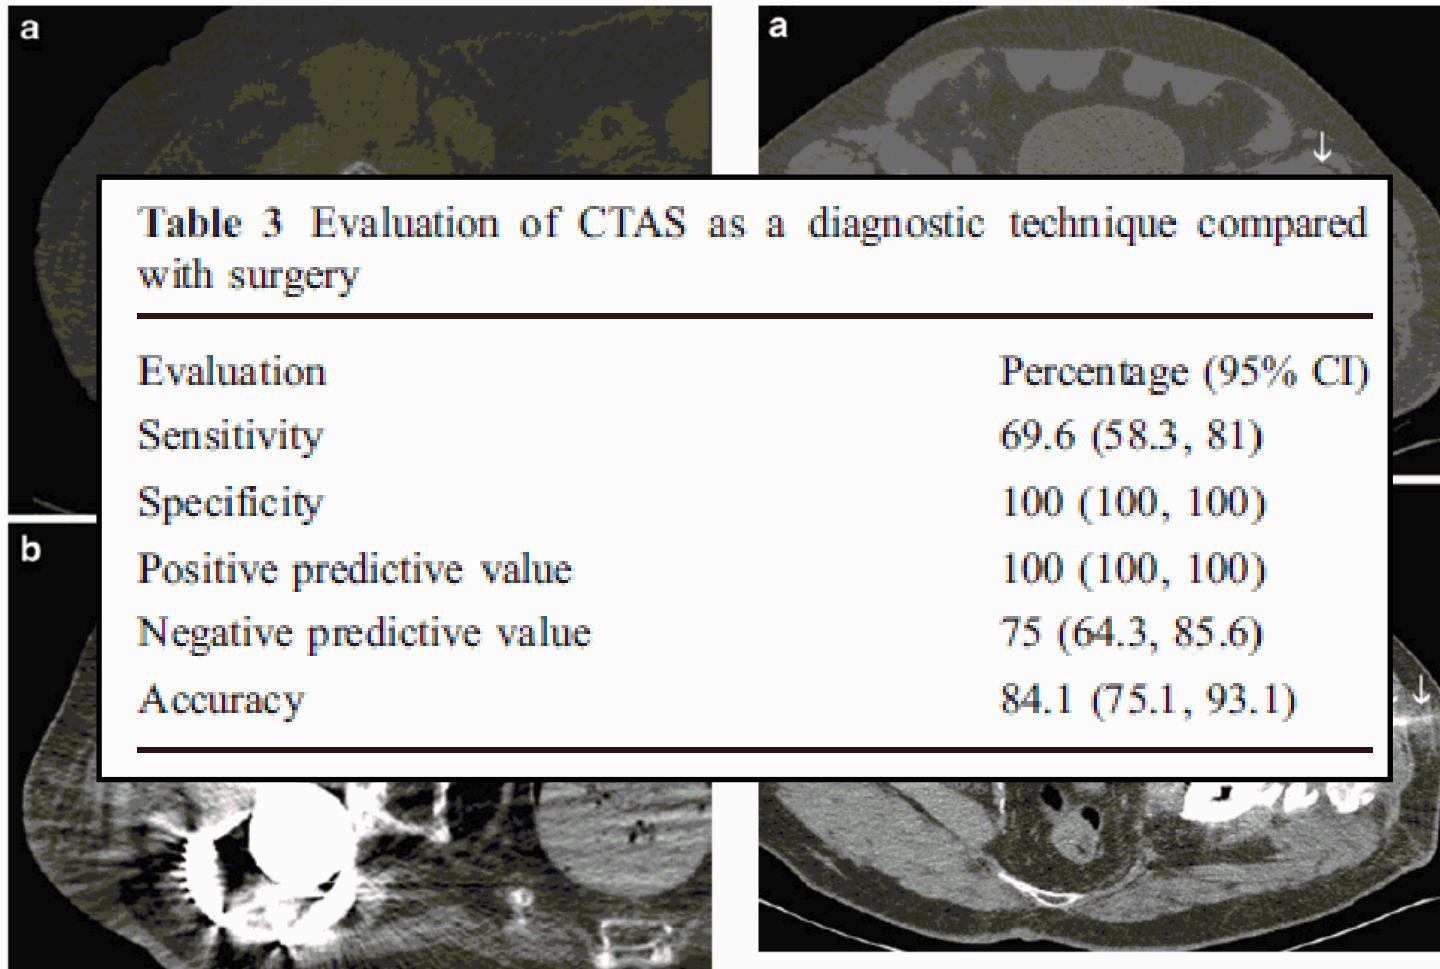 a
a
Table 3 Evaluation of CTAS as a diagnostic technique compared
with surgery
Evaluation Percentage (95% CI)
Sensitivity 69.6 (58.3, 81)
Specificity 100 (100, 100)
Positive predictive value 100 (100, 100)
Negative predictive value 75 (64.3, 85.6)
Accuracy 84.1 (75.1, 93.1)
b